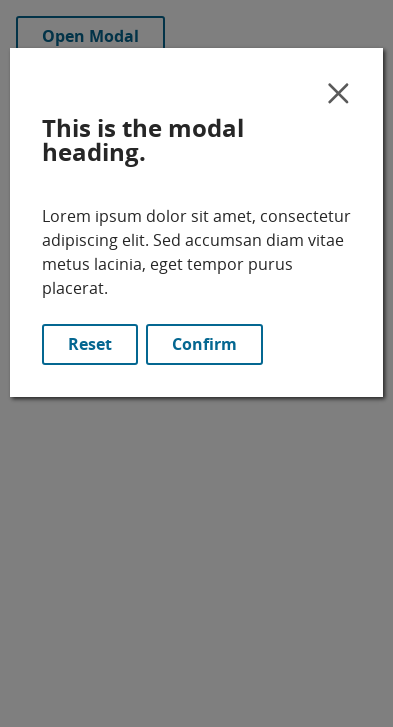 Open Modal
This is the modal
heading.
Lorem ipsum dolor sit amet, consectetur
adipiscing elit. Sed accumsan diam vitae
metus lacinia, eget tempor purus
placerat.
Reset Confirm